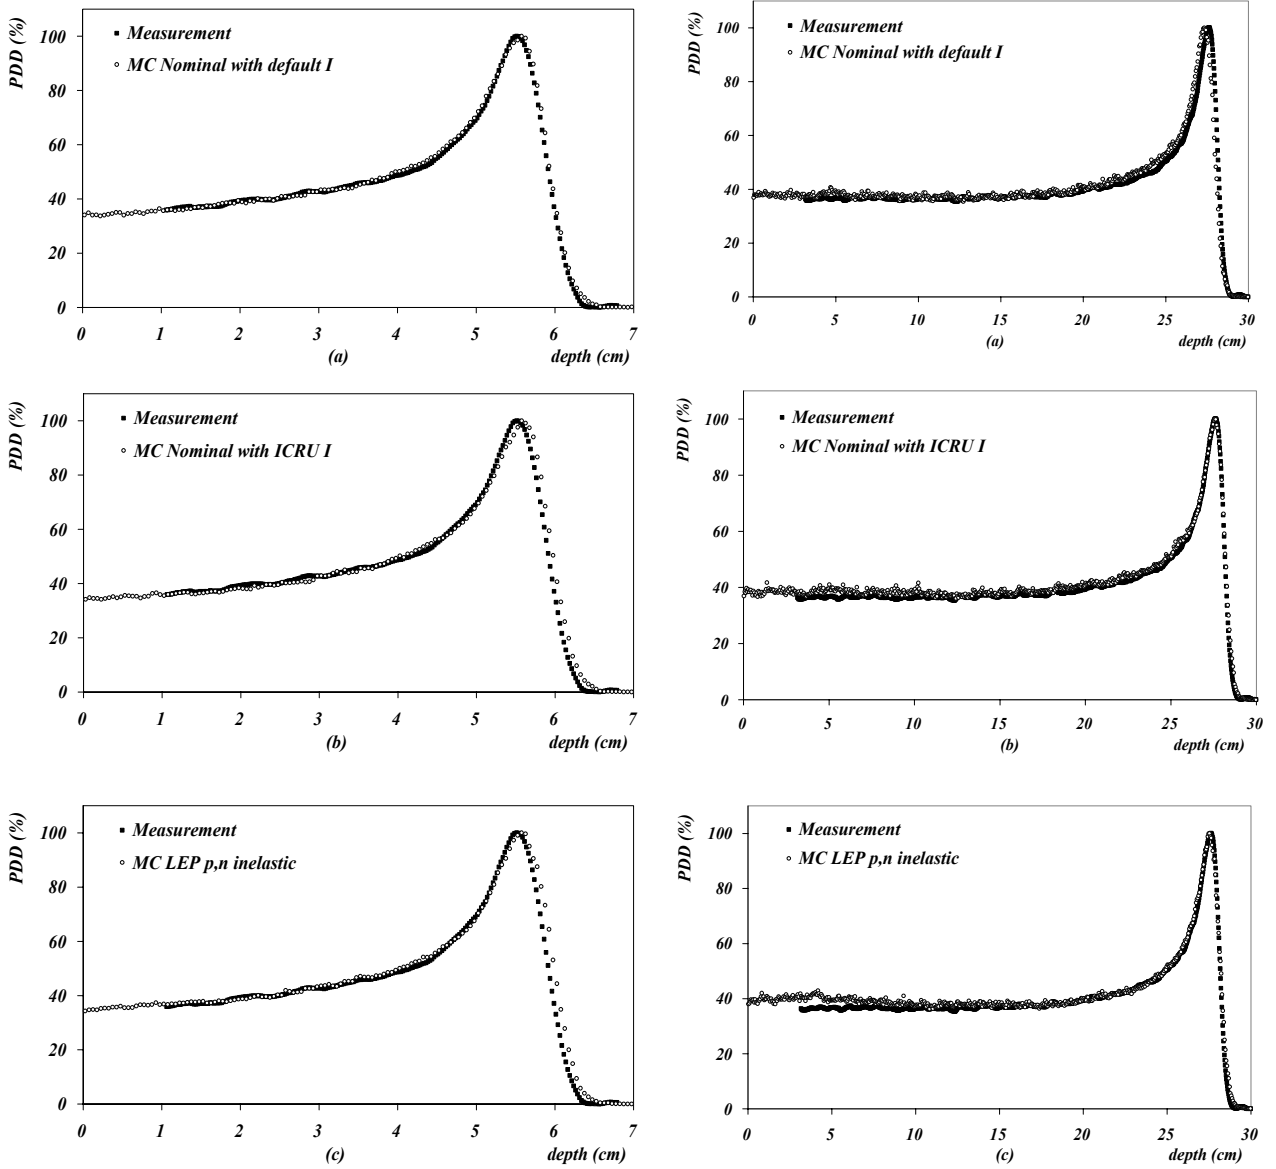 PDD (%)
Measurement
MC Nominal with default I
100
80
60
40
20
0
0 1 2 3 4 5 6 7
(a)
depth (cm)
PDD (%)
Measurement
MC Nominal with default I
100
80
60
40
20
0
0 5 10 15 20 25 30
(a)
depth (cm)
PDD (%)
Measurement
MC Nominal with ICRU I
100
80
60
40
20
0
0 1 2 3 4 5 6 7
(b)
depth (cm)
PDD (%)
Measurement
MC Nominal with ICRU I
100
80
60
40
20
0
0 5 10 15 20 25 30
(b)
depth (cm)
PDD (%)
Measurement
MC LEP p,n inelastic
100
80
60
40
20
0
0 1 2 3 4 5 6 7
(c)
depth (cm)
PDD (%)
Measurement
MC LEP p,n inelastic
100
80
60
40
20
0
0 5 10 15 20 25 30
(c)
depth (cm)